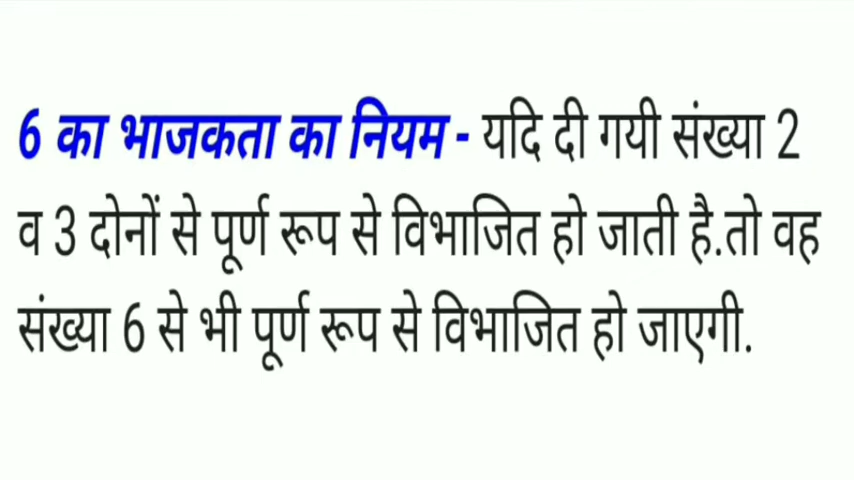 6 का भाजकता का नियम - यदि दी गयी संख्या 2
व 3 दोनों से पूर्ण रूप से विभाजित हो जाती है.तो वह
संख्या 6 से भी पूर्ण रूप से विभाजित हो जाएगी.